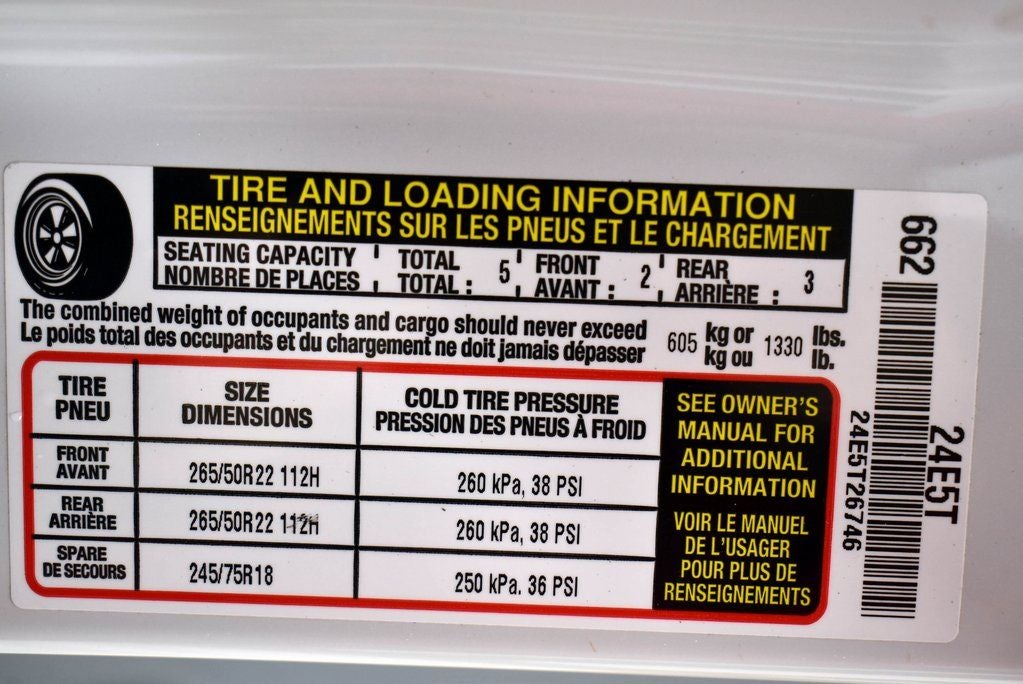 TIRE AND LOADING INFORMATION
RENSEIGNEMENTS SUR LES PNEUS ET LE CHARGEMENT
SEATING CAPACITY TOTAL 5 FRONT 2 REAR 3
NOMBRE DE PLACES TOTAL : AVANT : ARRIÈRE :
The combined weight of occupants and cargo should never exceed 605 kg or 1330 lbs.
Le poids total des occupants et du chargement ne doit jamais dépasser kg ou lb.
TIRE SIZE COLD TIRE PRESSURE
PNEU DIMENSIONS PRESSION DES PNEUS À FROID
FRONT
AVANT 265/50R22 112H 260 kPa, 38 PSI
REAR
ARRIÈRE 265/50R22 112H 260 kPa, 38 PSI
SPARE
DE SECOURS 245/75R18 250 kPa. 36 PSI
SEE OWNER'S
MANUAL FOR
ADDITIONAL
INFORMATION
VOIR LE MANUEL
DE L'USAGER
POUR PLUS DE
RENSEIGNEMENTS
662
24E5T26746
24E5T